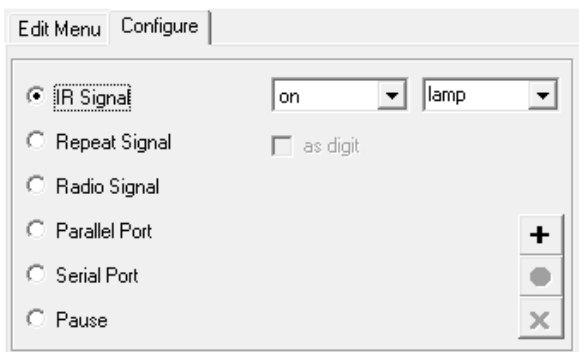 Edit Menu Configure
IR Signal on lamp
Repeat Signal as digit
Radio Signal
Parallel Port
Serial Port
Pause